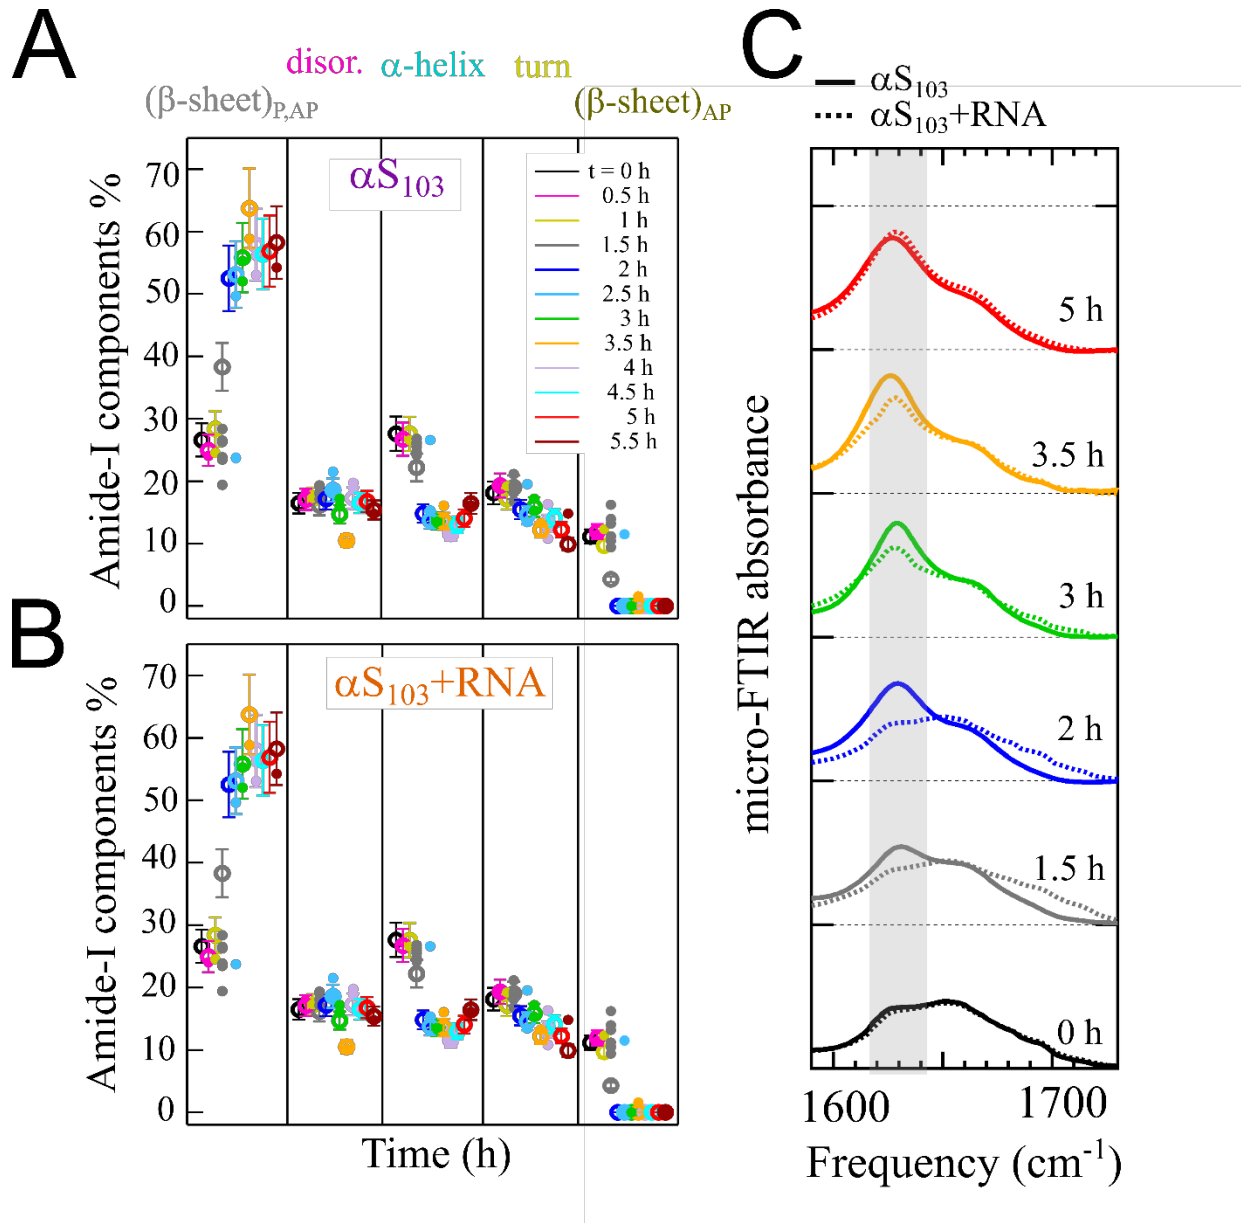 A
disor. α-helix turn
(β-sheet)P,AP (β-sheet)AP
Amide-I components %
70
60
50
40
30
20
10
0
αS103
t = 0 h
0.5 h
1 h
1.5 h
2 h
2.5 h
3 h
3.5 h
4 h
4.5 h
5 h
5.5 h
B
Amide-I components %
70
60
50
40
30
20
10
0
αS103+RNA
Time (h)
C
αS103
αS103+RNA
micro-FTIR absorbance
5 h
3.5 h
3 h
2 h
1.5 h
0 h
1600 1700
Frequency (cm-1)